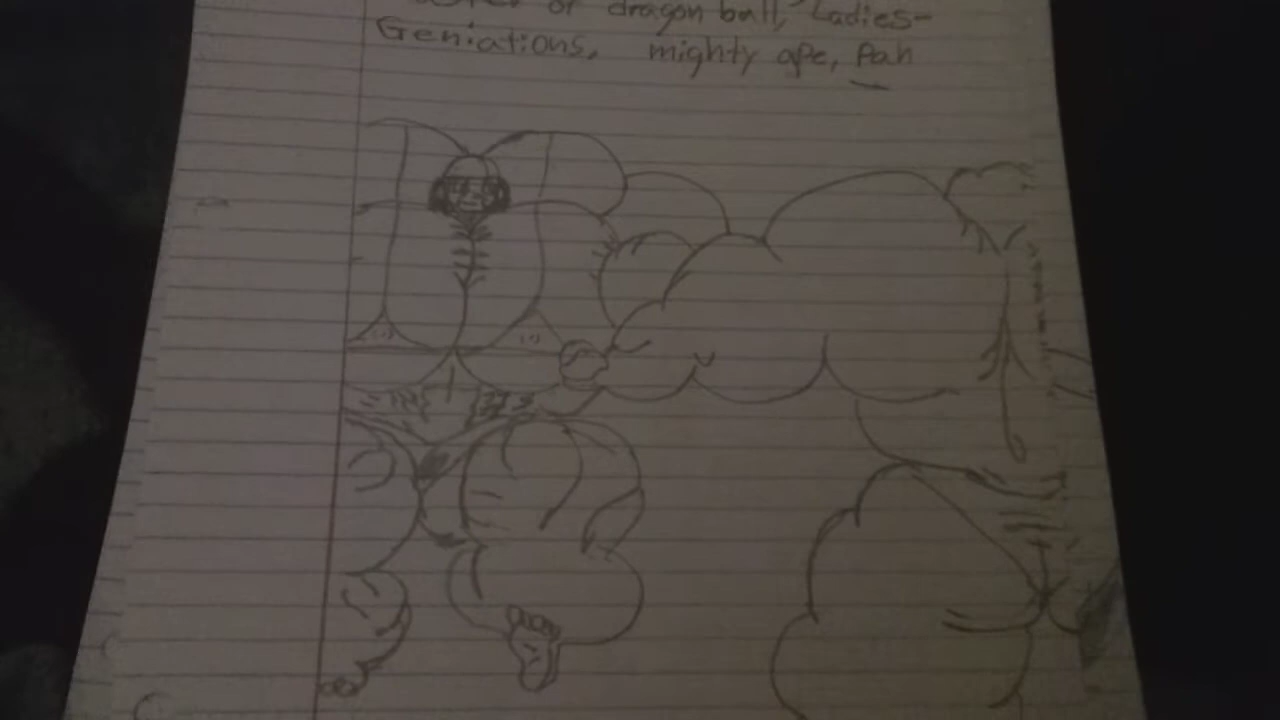 of dragon ball, Ladies-
Geniations, mighty ape, Pan